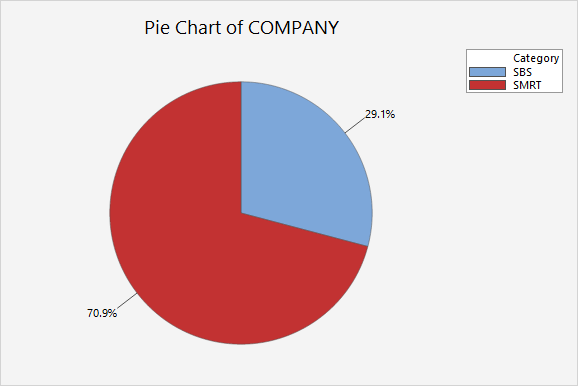 Pie Chart of COMPANY
Category
SBS
SMRT
29.1%
70.9%